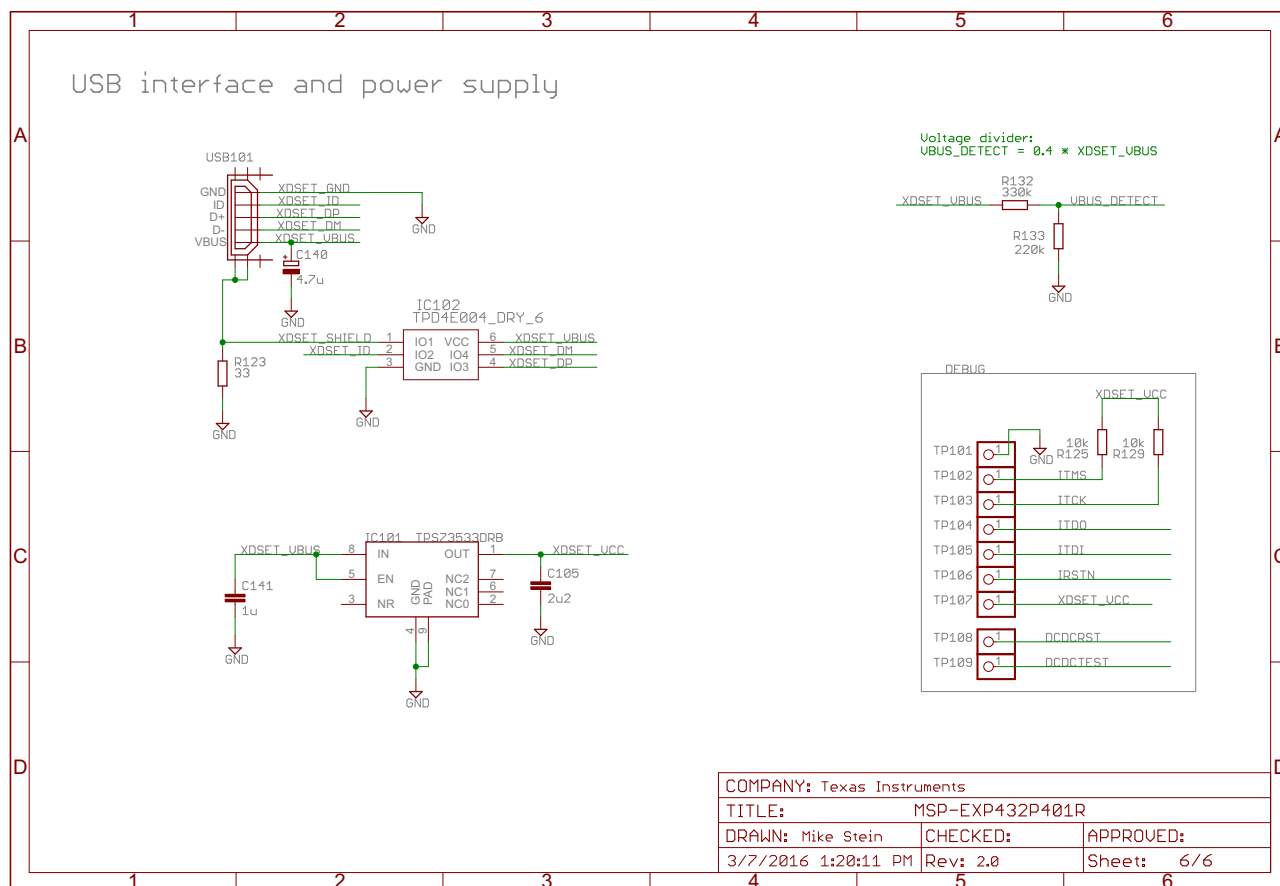 1 2 3 4 5 6
USB interface and power supply
A
A
Voltage divider:
VBUS_DETECT = 0.4 * XDSET_VBUS
USB101
GND XDSET_GND
ID XDSET_ID
D+ XDSET_DP
D- XDSET_DM
VBUS XDSET_VBUS
GND
C140
+
4.7u
GND
R132
330k
XDSET_VBUS
VBUS_DETECT
R133
220k
GND
B
IC102
TPD4E004_DRY_6
XDSET_SHIELD 1 IO1 VCC 6 XDSET_VBUS
XDSET_ID 2 IO2 IO4 5 XDSET_DM
3 GND IO3 4 XDSET_DP
R123
33
GND
GND
DEBUG
XDSET_VCC
10k
R125
10k
R129
GND
TP101 1
TP102 1 ITMS
TP103 1 ITCK
TP104 1 ITDO
TP105 1 ITDI
TP106 1 IRSTN
TP107 1 XDSET_VCC
TP108 1 DCDCRST
TP109 1 DCDCTEST
C
IC101 TPS73533DRB
XDSET_VBUS 8 IN OUT 1 XDSET_VCC
5 EN NC2 7
NC1 6
3 NR NC0 2
GND
PAD
4
9
C141
1u
GND
C105
2u2
GND
GND
D
COMPANY: Texas Instruments
TITLE: MSP-EXP432P401R
DRAWN: Mike Stein CHECKED: APPROVED:
3/7/2016 1:20:11 PM Rev: 2.0 Sheet: 6/6
1 2 3 4 5 6